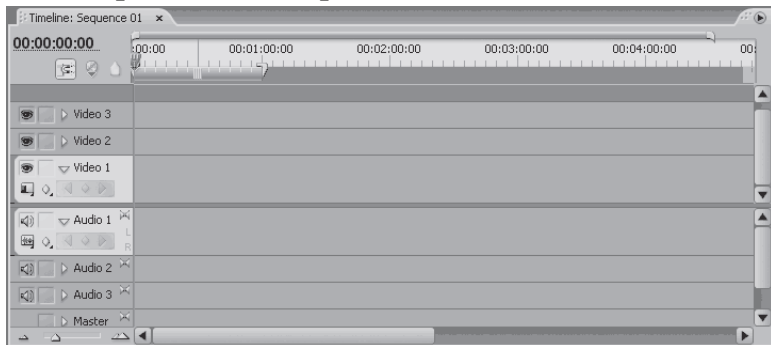 Timeline: Sequence 01 ×
00:00:00:00
:00:00 00:01:00:00 00:02:00:00 00:03:00:00 00:04:00:00 00:
Video 3
Video 2
Video 1
Audio 1
L
R
Audio 2
Audio 3
Master